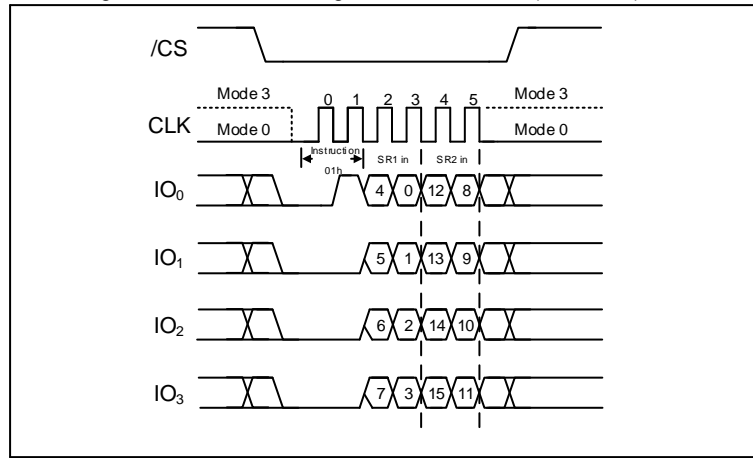 /CS
Mode 3 0 1 2 3 4 5 Mode 3
CLK Mode 0 Mode 0
Instruction SR1 in SR2 in
01h
IO0 4 0 12 8
IO1 5 1 13 9
IO2 6 2 14 10
IO3 7 3 15 11